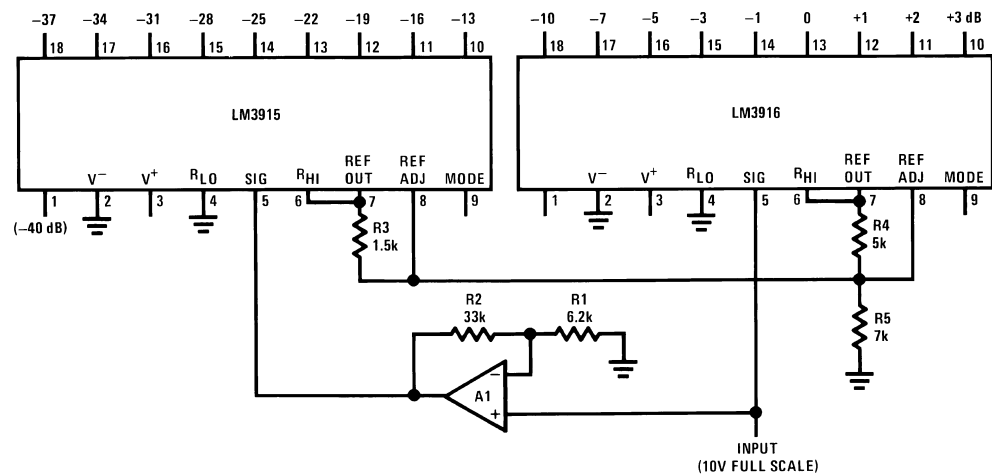 −37 −34 −31 −28 −25 −22 −19 −16 −13 −10 −7 −5 −3 −1 0 +1 +2 +3 dB
18 17 16 15 14 13 12 11 10 18 17 16 15 14 13 12 11 10
LM3915 LM3916
V− V+ RLO SIG RHI REF OUT REF ADJ MODE V− V+ RLO SIG RHI REF OUT REF ADJ MODE
1 2 3 4 5 6 7 8 9 1 2 3 4 5 6 7 8 9
(−40 dB)
R3
1.5k
R4
5k
R2
33k
R1
6.2k
R5
7k
−
A1
+
INPUT
(10V FULL SCALE)